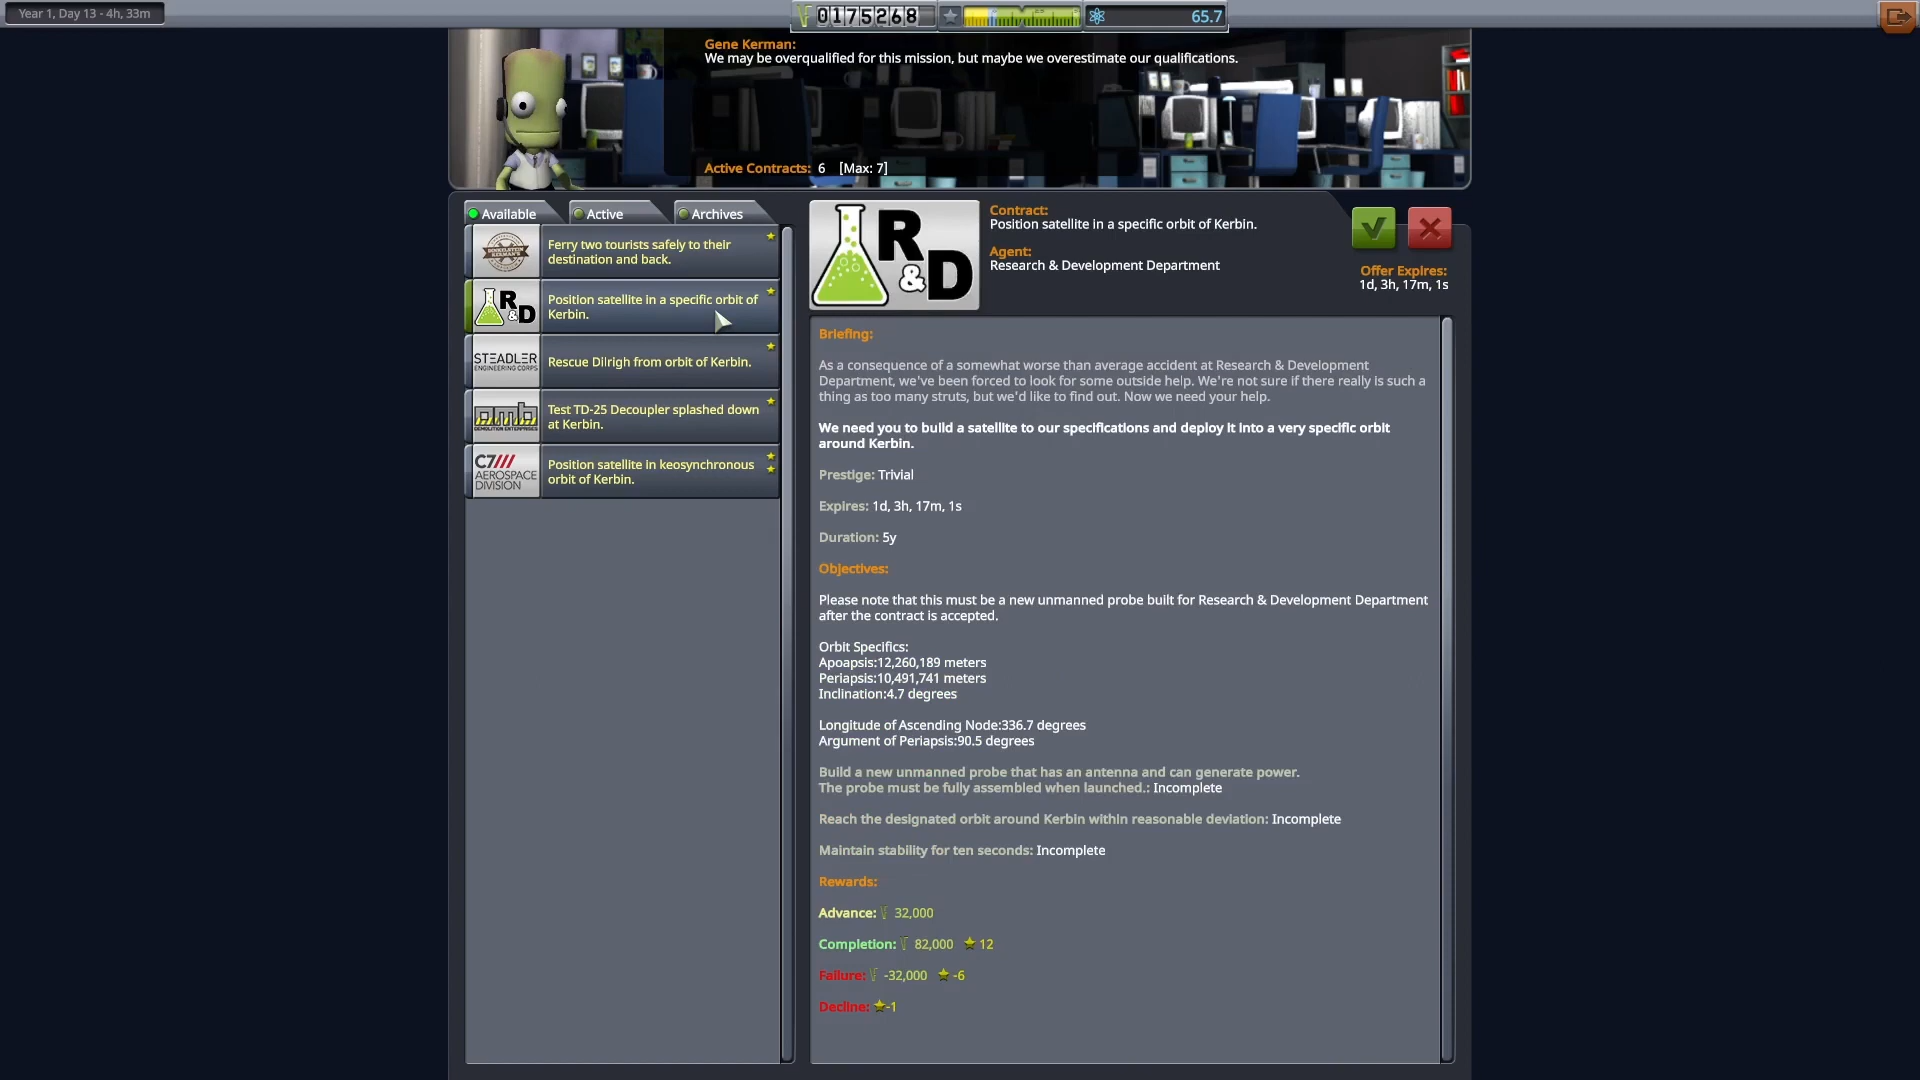 Year 1, Day 13 - 4h, 33m
0175268
65.7
Gene Kerman:
We may be overqualified for this mission, but maybe we overestimate our qualifications.
Active Contracts: 6 [Max: 7]
Available
Active
Archives
Ferry two tourists safely to their
destination and back.
R&D
Position satellite in a specific orbit of
Kerbin.
STEADLER
ENGINEERING CORPS
Rescue Dilrigh from orbit of Kerbin.
Test TD-25 Decoupler splashed down
at Kerbin.
C7///
AEROSPACE
DIVISION
Position satellite in keosynchronous
orbit of Kerbin.
R&D
Contract:
Position satellite in a specific orbit of Kerbin.
Agent:
Research & Development Department
Offer Expires:
1d, 3h, 17m, 1s
Briefing:
As a consequence of a somewhat worse than average accident at Research & Development
Department, we've been forced to look for some outside help. We're not sure if there really is such a
thing as too many struts, but we'd like to find out. Now we need your help.
We need you to build a satellite to our specifications and deploy it into a very specific orbit
around Kerbin.
Prestige: Trivial
Expires: 1d, 3h, 17m, 1s
Duration: 5y
Objectives:
Please note that this must be a new unmanned probe built for Research & Development Department
after the contract is accepted.
Orbit Specifics:
Apoapsis:12,260,189 meters
Periapsis:10,491,741 meters
Inclination:4.7 degrees
Longitude of Ascending Node:336.7 degrees
Argument of Periapsis:90.5 degrees
Build a new unmanned probe that has an antenna and can generate power.
The probe must be fully assembled when launched.: Incomplete
Reach the designated orbit around Kerbin within reasonable deviation: Incomplete
Maintain stability for ten seconds: Incomplete
Rewards:
Advance: 32,000
Completion: 82,000 12
Failure: -32,000 -6
Decline: -1